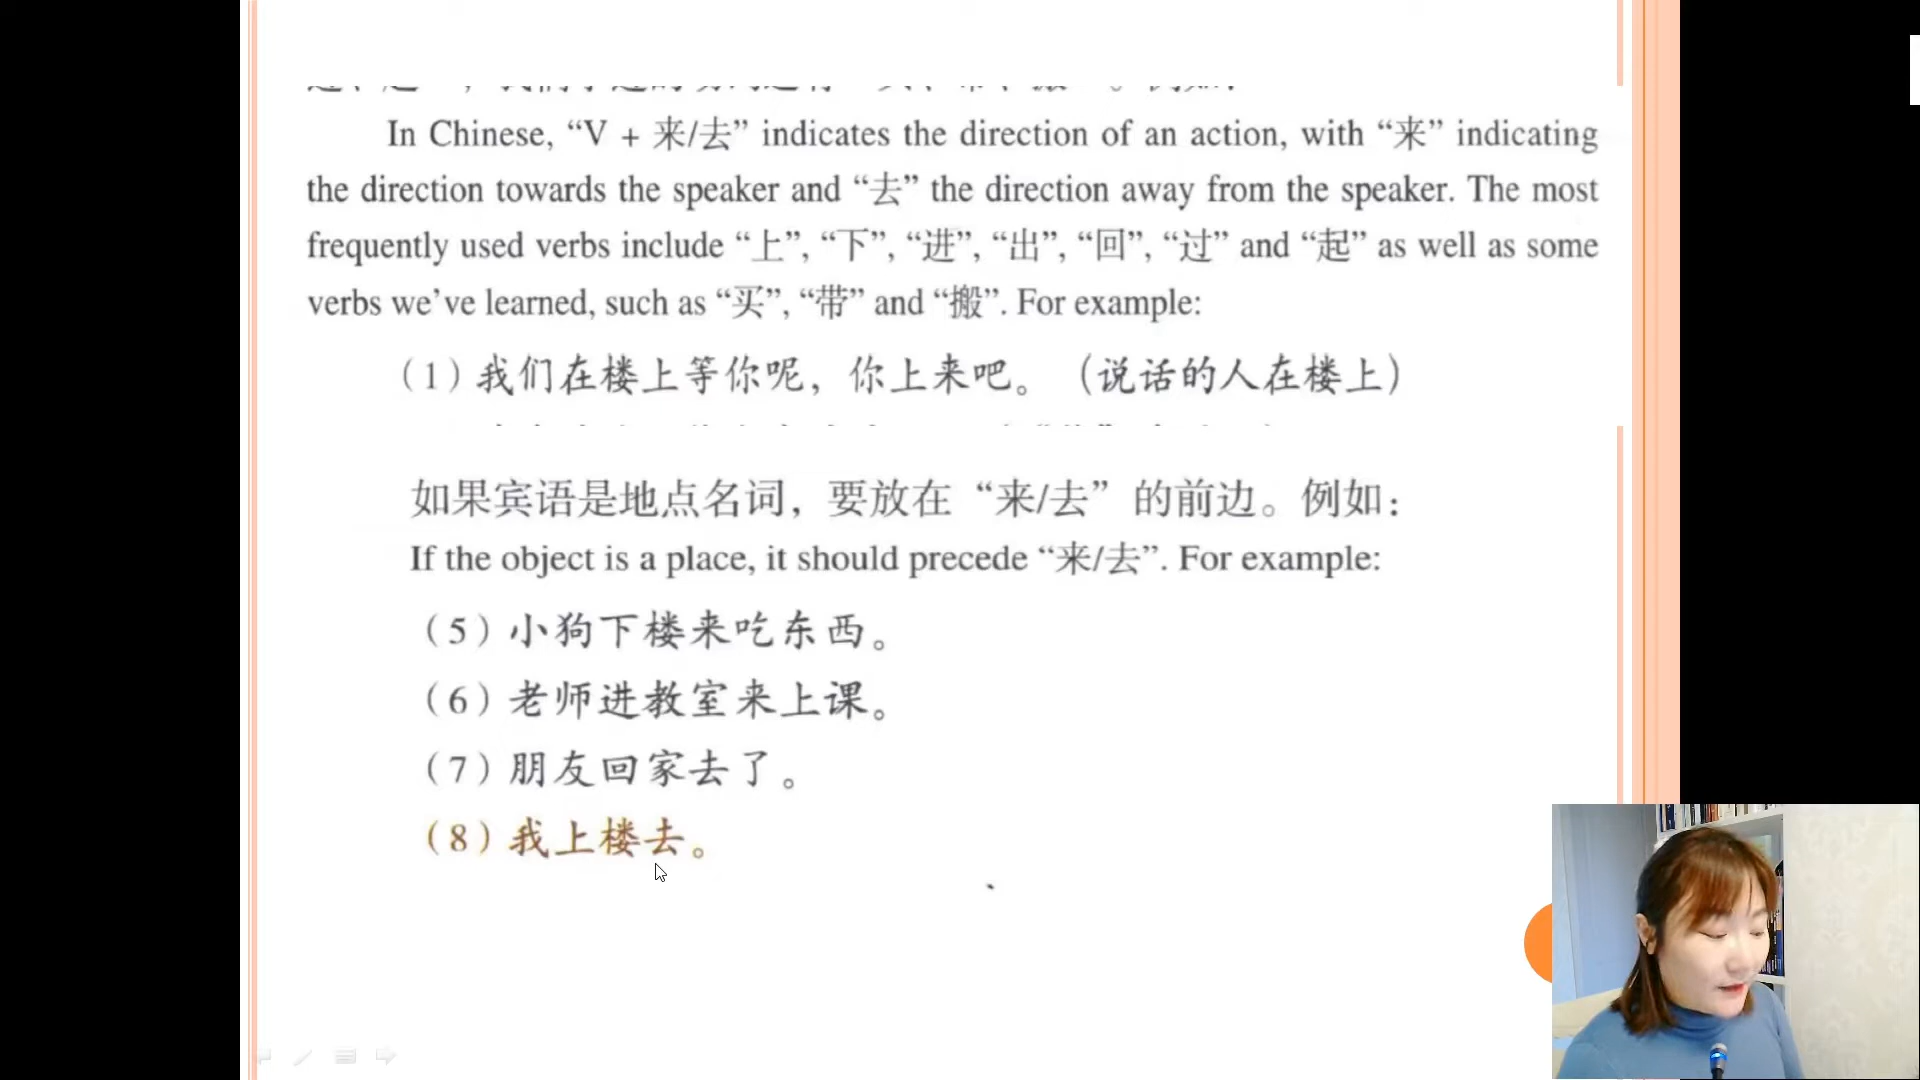 In Chinese, “V + 来/去” indicates the direction of an action, with “来” indicating
the direction towards the speaker and “去” the direction away from the speaker. The most
frequently used verbs include “上”, “下”, “进”, “出”, “回”, “过” and “起” as well as some
verbs we’ve learned, such as “买”, “带” and “搬”. For example:
（1）我们在楼上等你呢，你上来吧。（说话的人在楼上）
如果宾语是地点名词，要放在“来/去”的前边。例如：
If the object is a place, it should precede “来/去”. For example:
（5）小狗下楼来吃东西。
（6）老师进教室来上课。
（7）朋友回家去了。
（8）我上楼去。